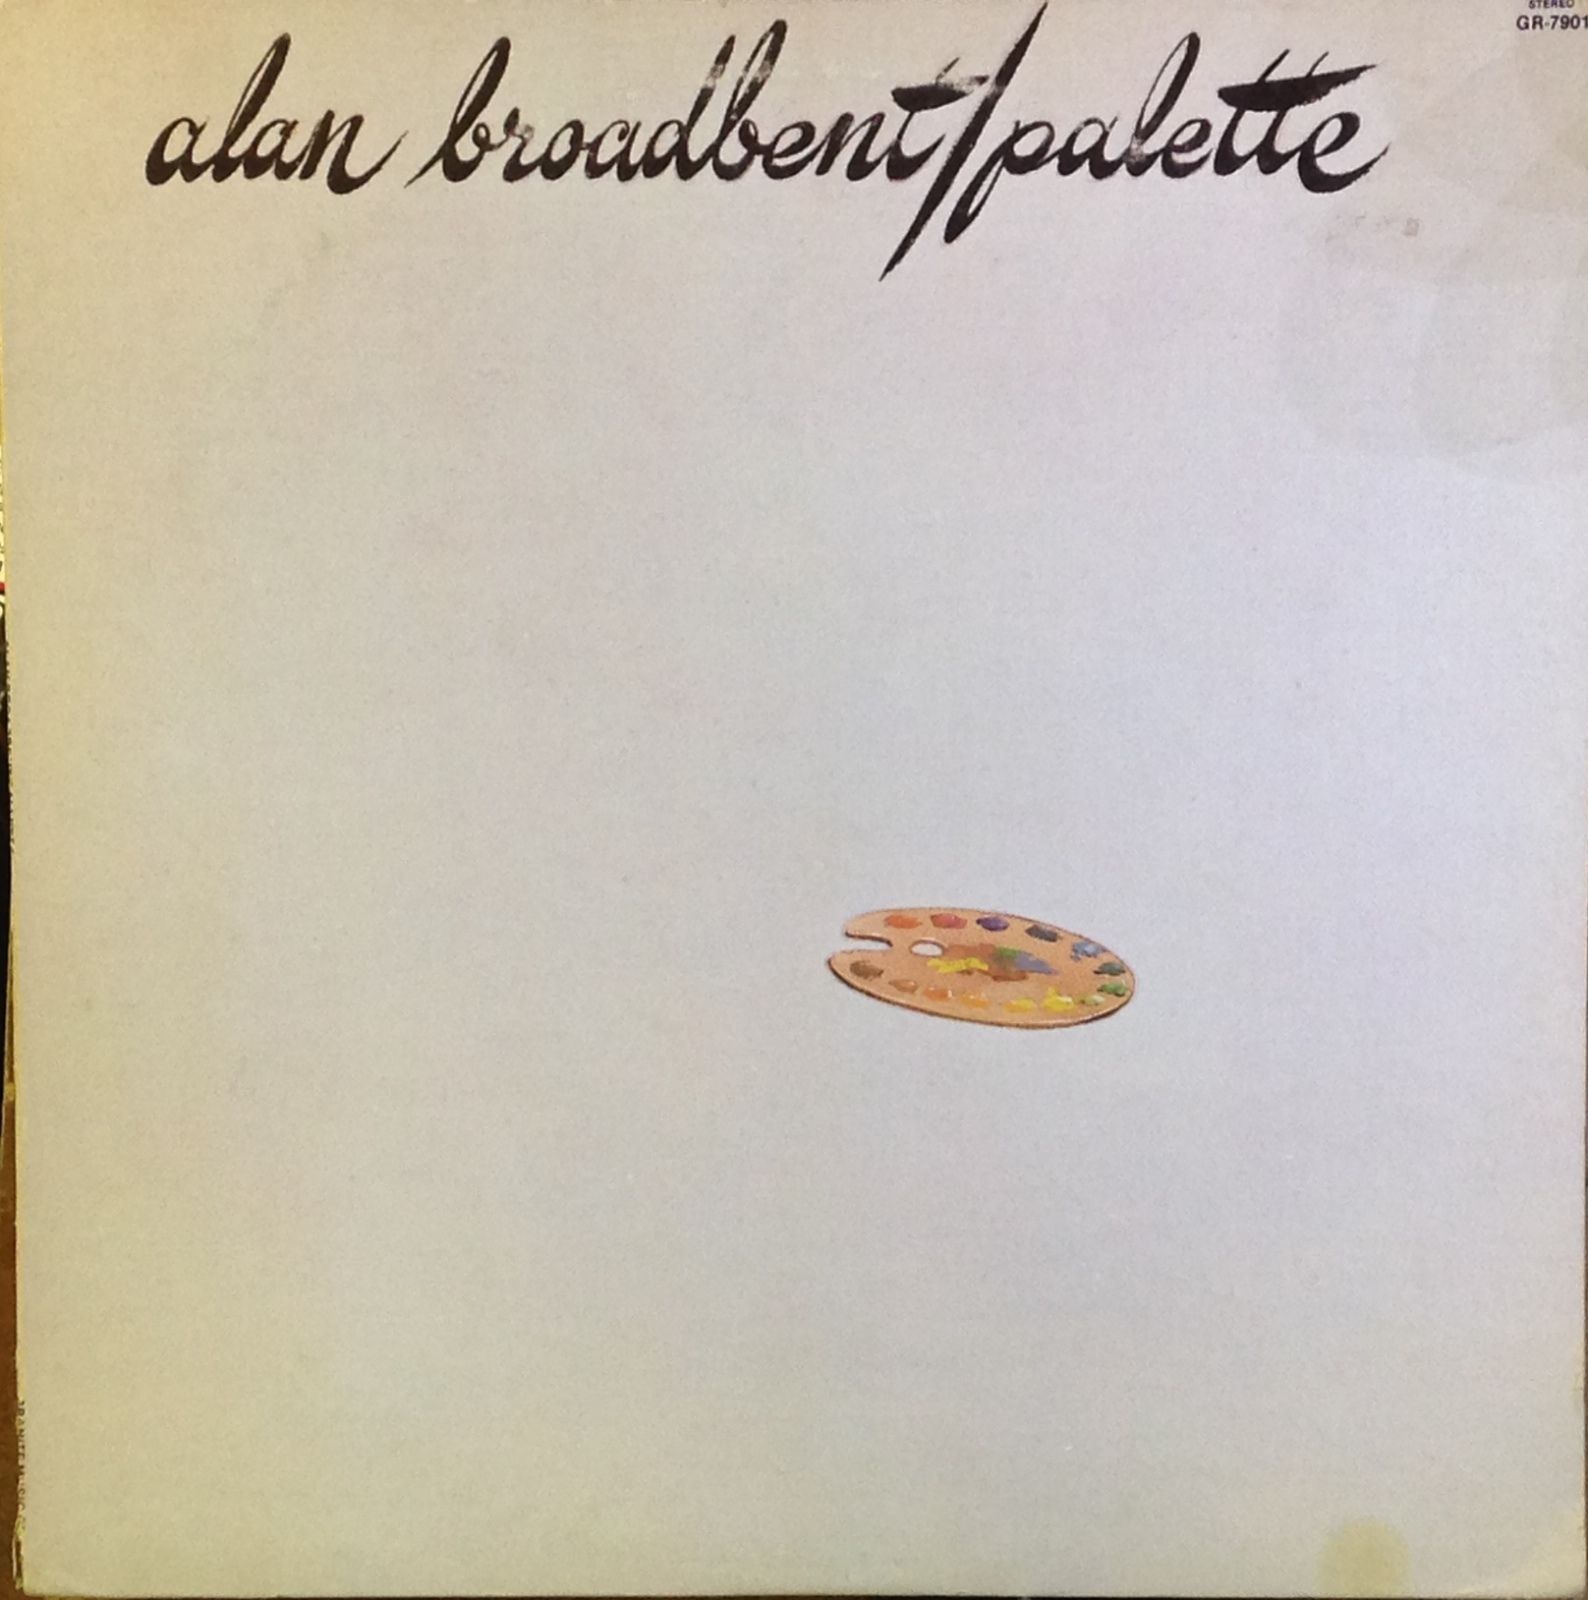 STEREO
GR-7901
alan broadbent/palette